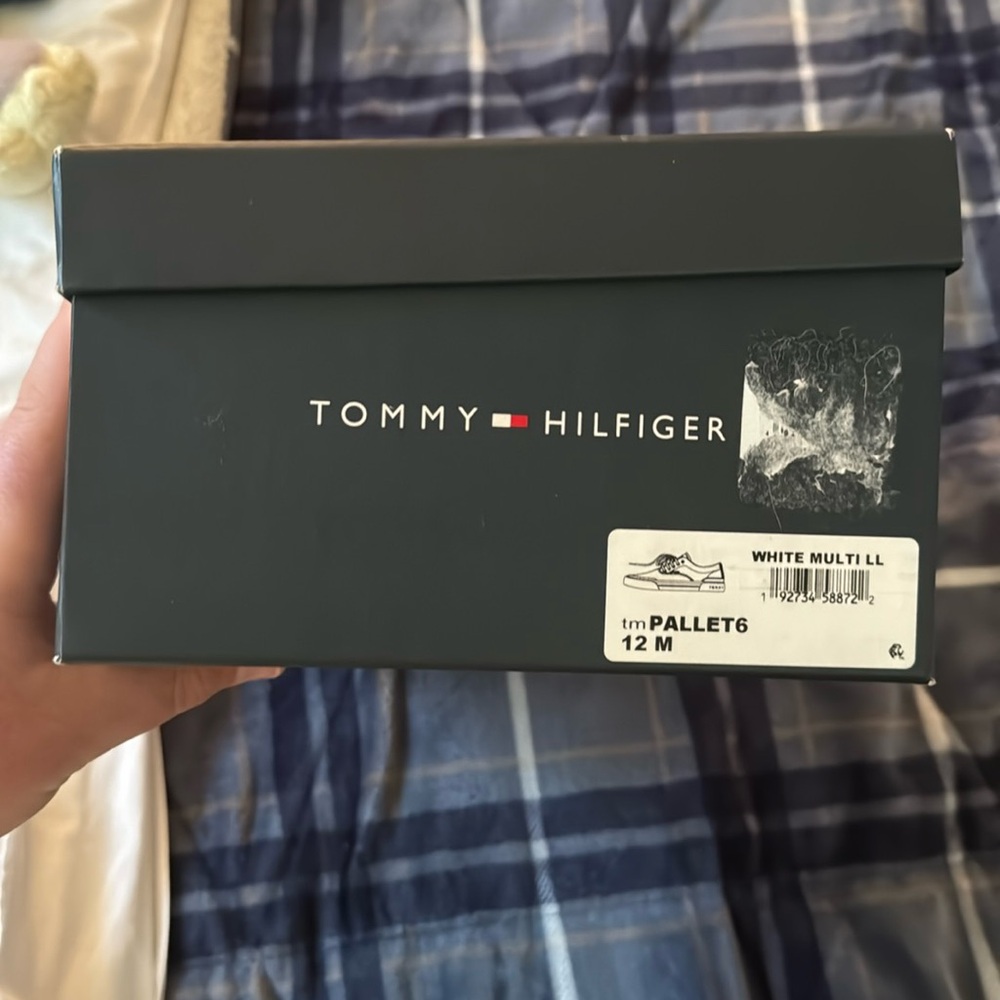 TOMMY HILFIGER
WHITE MULTI LL
1 92734 58872 2
tmPALLET6
12 M